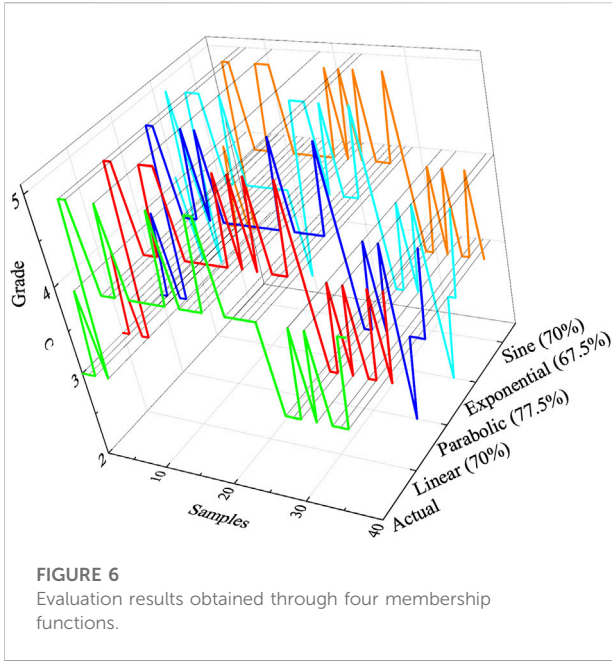 5
4
3
2
Grade
C
10
20
30
40
Samples
Sine (70%)
Exponential (67.5%)
Parabolic (77.5%)
Linear (70%)
Actual
FIGURE 6
Evaluation results obtained through four membership
functions.